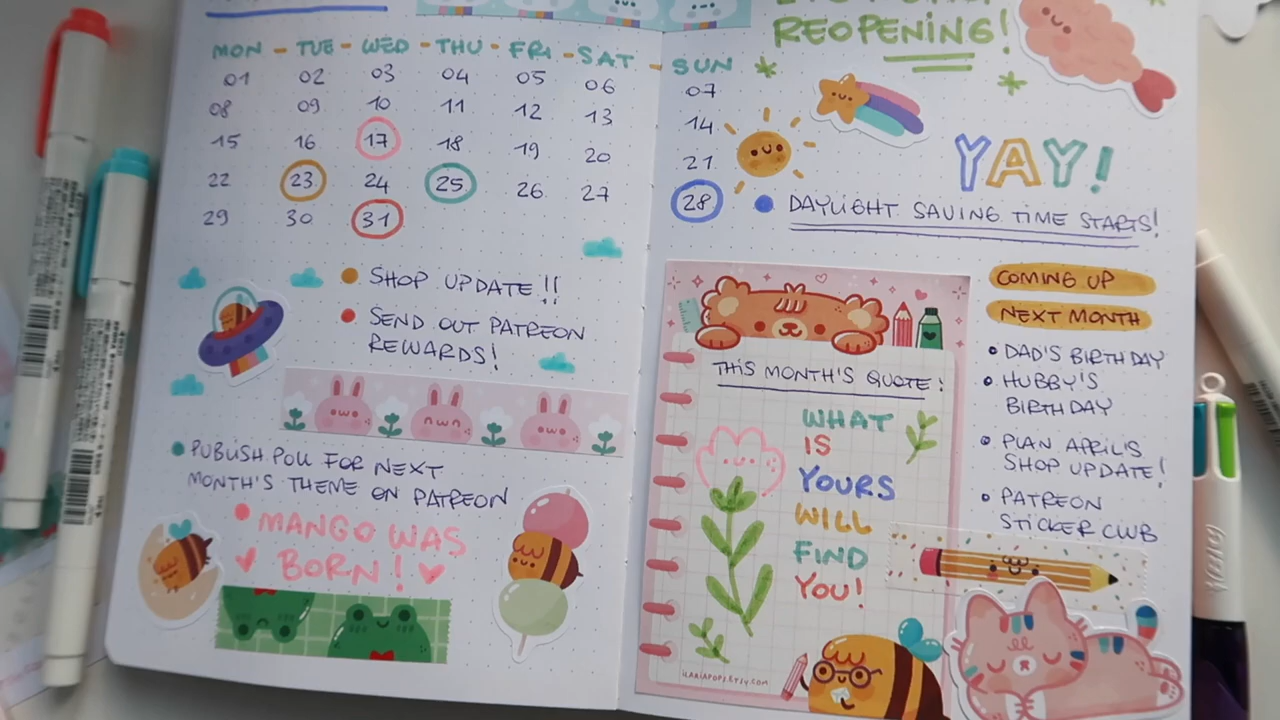 MON - TUE - WED - THU - FRI - SAT - SUN
01 02 03 04 05 06 07
08 09 10 11 12 13 14
15 16 17 18 19 20 21
22 23 24 25 26 27 28
29 30 31
SHOP UPDATE!!
SEND OUT PATREON
REWARDS!
PUBLISH POLL FOR NEXT
MONTH'S THEME ON PATREON
MANGO WAS
BORN!
REOPENING!
YAY!
DAYLIGHT SAVING TIME STARTS!
THIS MONTH'S QUOTE:
WHAT
IS
YOURS
WILL
FIND
YOU!
ILARIAPOPS.ETSY.COM
COMING UP
NEXT MONTH
DAD'S BIRTHDAY
HUBBY'S
BIRTHDAY
PLAN APRIL'S
SHOP UPDATE!
PATREON
STICKER CLUB